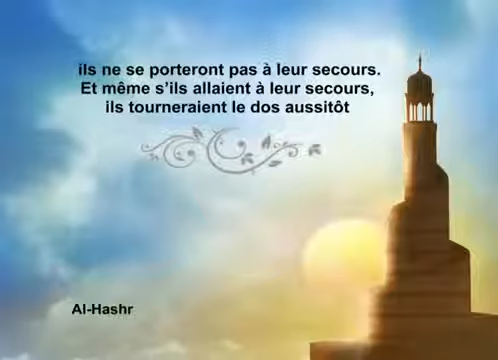 ils ne se porteront pas à leur secours.
Et même s’ils allaient à leur secours,
ils tourneraient le dos aussitôt
Al-Hashr